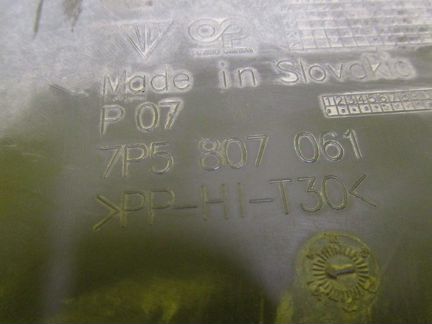 Made in Slovakia
P 07
7P5 807 061
>PP-HI-T30<